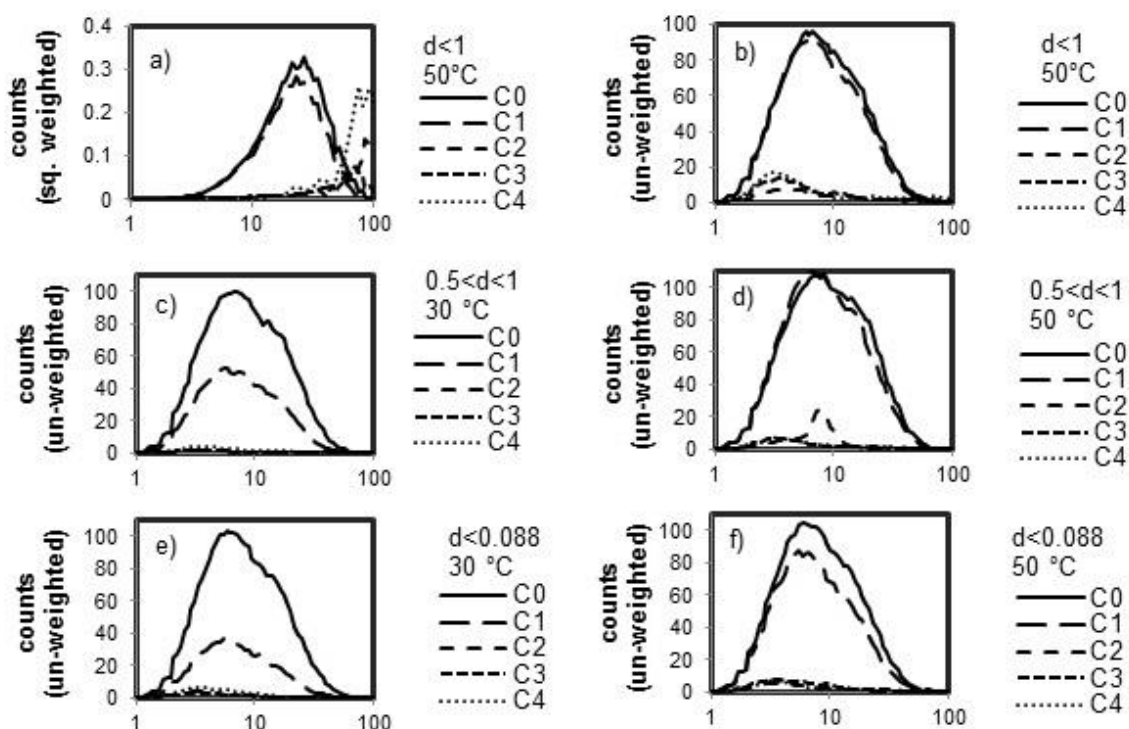 counts
(sq. weighted)
0.4
0.3
0.2
0.1
0
a)
1
10
100
d<1
50°C
C0
C1
C2
C3
C4
counts
(un-weighted)
100
80
60
40
20
0
b)
1
10
100
d<1
50°C
C0
C1
C2
C3
C4
counts
(un-weighted)
100
80
60
40
20
0
c)
1
10
100
0.5<d<1
30 °C
C0
C1
C2
C3
C4
counts
(un-weighted)
100
80
60
40
20
0
d)
1
10
100
0.5<d<1
50 °C
C0
C1
C2
C3
C4
counts
(un-weighted)
100
80
60
40
20
0
e)
1
10
100
d<0.088
30 °C
C0
C1
C2
C3
C4
counts
(un-weighted)
100
80
60
40
20
0
f)
1
10
100
d<0.088
50 °C
C0
C1
C2
C3
C4